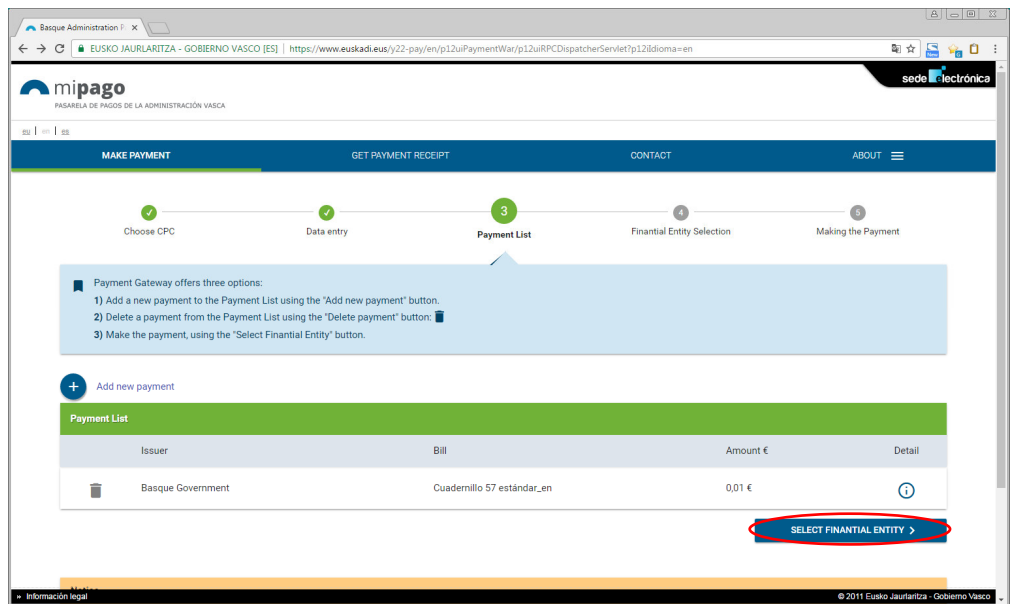 Basque Administration P
EUSKO JAURLARITZA - GOBIERNO VASCO [ES] | https://www.euskadi.eus/y22-pay/en/p12uiPaymentWar/p12uiRPCDispatcherServlet?p12iIdioma=en
New
mipago
PASARELA DE PAGOS DE LA ADMINISTRACIÓN VASCA
sede electrónica
eu | en | es
MAKE PAYMENT GET PAYMENT RECEIPT CONTACT ABOUT
3 4 5
Choose CPC Data entry Payment List Finantial Entity Selection Making the Payment
Payment Gateway offers three options:
1) Add a new payment to the Payment List using the "Add new payment" button.
2) Delete a payment from the Payment List using the "Delete payment" button:
3) Make the payment, using the "Select Finantial Entity" button.
Add new payment
Payment List
Issuer Bill Amount € Detail
Basque Government Cuadernillo 57 estándar_en 0,01 €
SELECT FINANTIAL ENTITY
» Información legal © 2011 Eusko Jaurlaritza - Gobierno Vasco